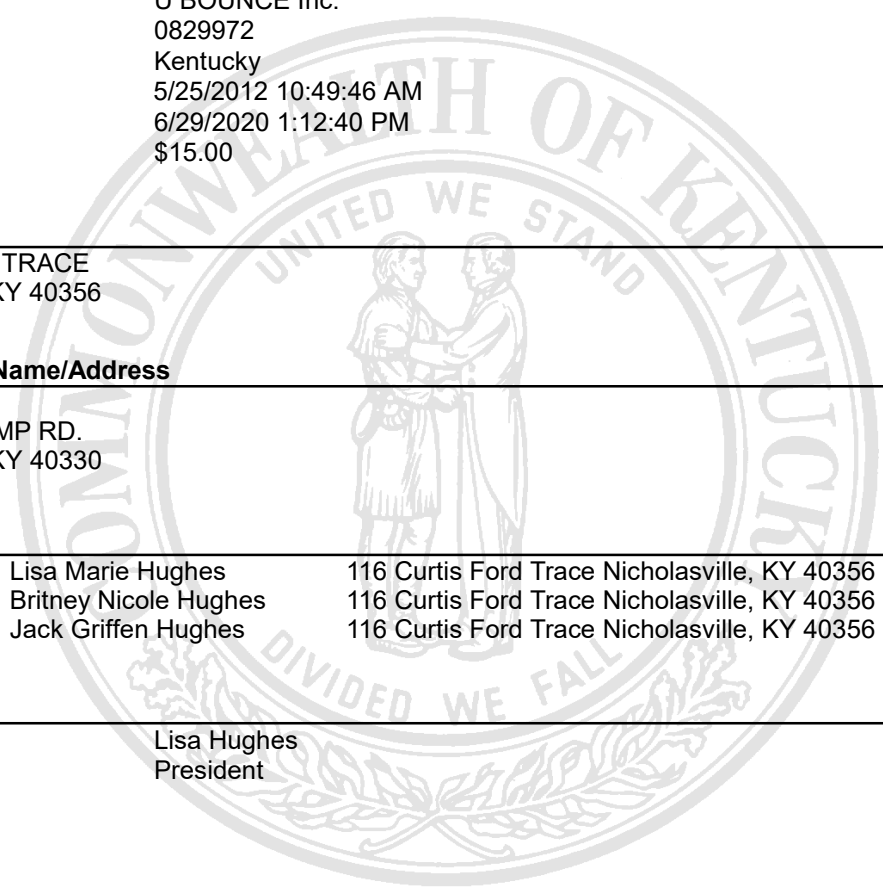 U BOUNCE Inc.
0829972
Kentucky
5/25/2012 10:49:46 AM
6/29/2020 1:12:40 PM
$15.00
TRACE
KY 40356
Name/Address
MP RD.
KY 40330
Lisa Marie Hughes 116 Curtis Ford Trace Nicholasville, KY 40356
Britney Nicole Hughes 116 Curtis Ford Trace Nicholasville, KY 40356
Jack Griffen Hughes 116 Curtis Ford Trace Nicholasville, KY 40356
Lisa Hughes
President
COMMONWEALTH OF KENTUCKY
UNITED WE STAND
DIVIDED WE FALL